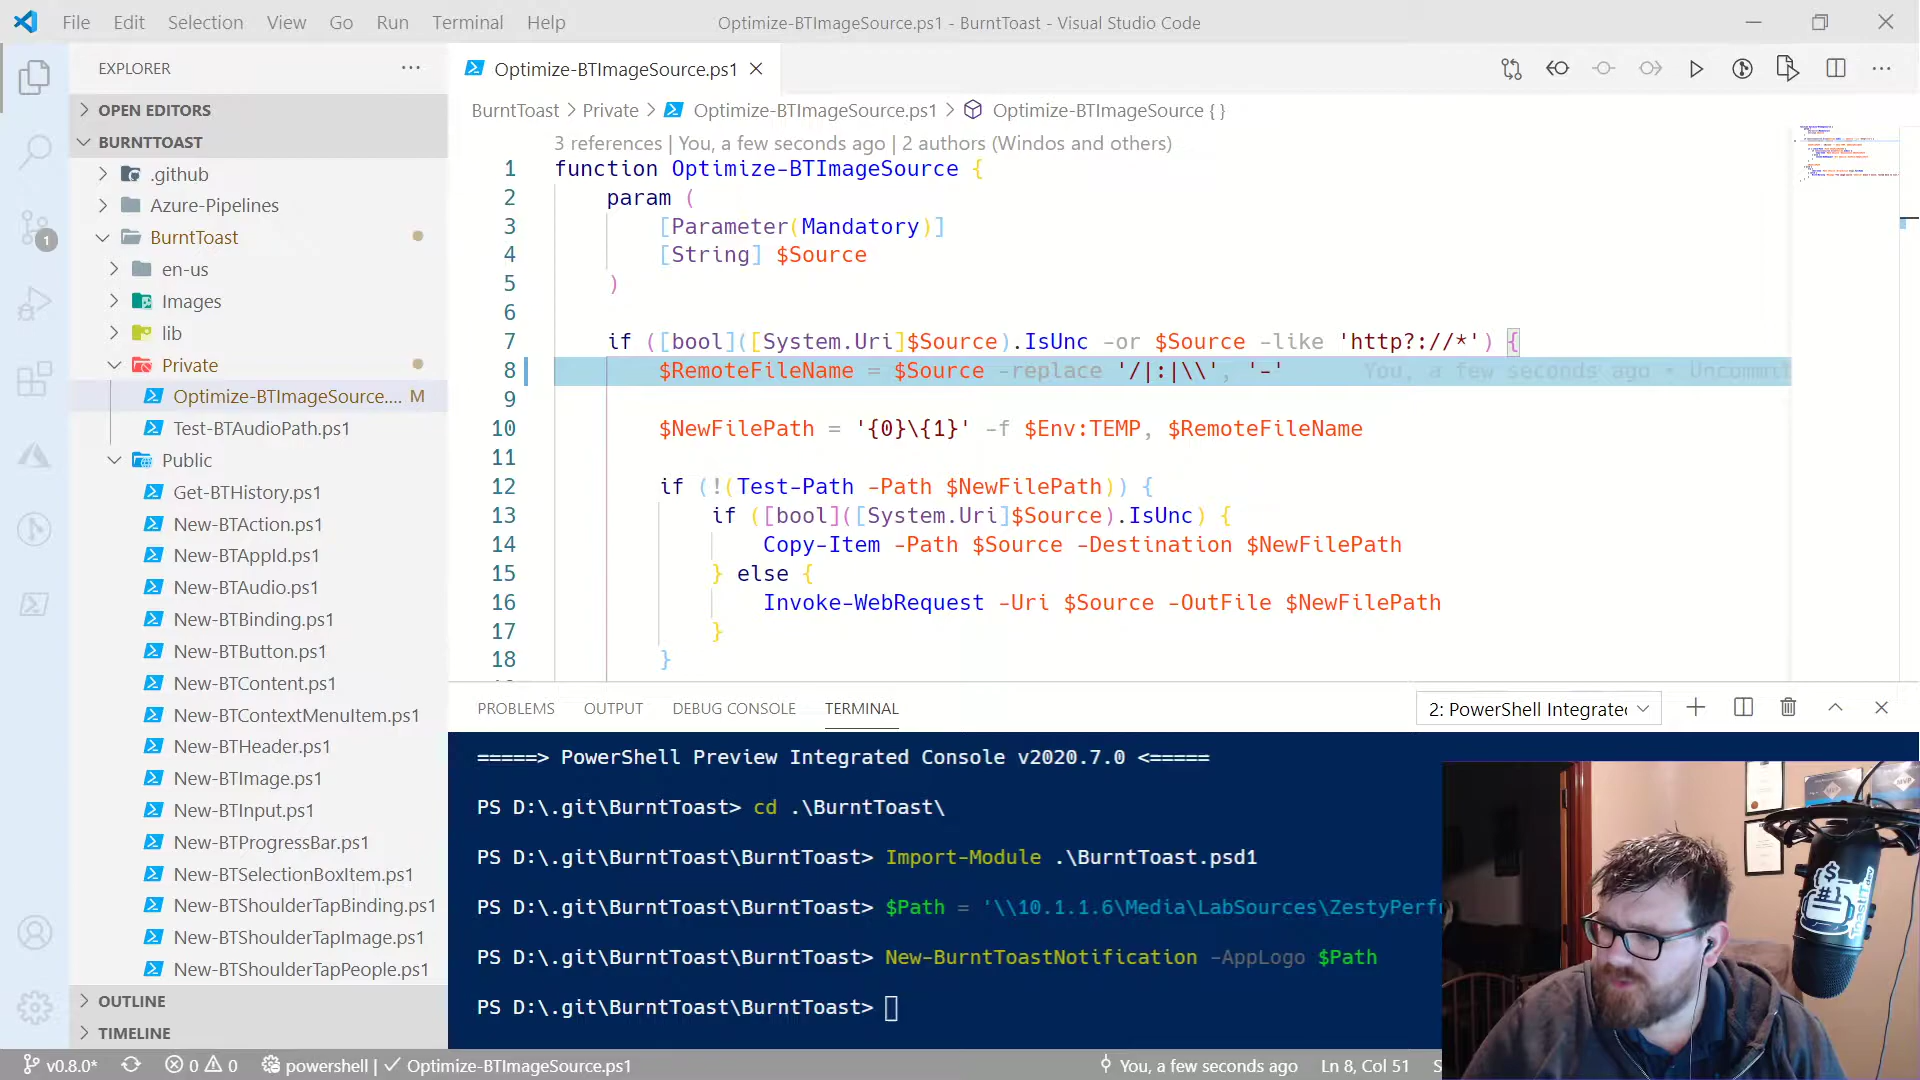 File Edit Selection View Go Run Terminal Help
Optimize-BTImageSource.ps1 - BurntToast - Visual Studio Code
EXPLORER
OPEN EDITORS
BURNTTOAST
.github
Azure-Pipelines
BurntToast
en-us
Images
lib
Private
Optimize-BTImageSource.... M
Test-BTAudioPath.ps1
Public
Get-BTHistory.ps1
New-BTAction.ps1
New-BTAppId.ps1
New-BTAudio.ps1
New-BTBinding.ps1
New-BTButton.ps1
New-BTContent.ps1
New-BTContextMenuItem.ps1
New-BTHeader.ps1
New-BTImage.ps1
New-BTInput.ps1
New-BTProgressBar.ps1
New-BTSelectionBoxItem.ps1
New-BTShoulderTapBinding.ps1
New-BTShoulderTapImage.ps1
New-BTShoulderTapPeople.ps1
OUTLINE
TIMELINE
1
Optimize-BTImageSource.ps1
BurntToast > Private > Optimize-BTImageSource.ps1 > Optimize-BTImageSource { }
3 references | You, a few seconds ago | 2 authors (Windos and others)
1 function Optimize-BTImageSource {
2 param (
3 [Parameter(Mandatory)]
4 [String] $Source
5 )
6
7 if ([bool]([System.Uri]$Source).IsUnc -or $Source -like 'http?://*') {
8 $RemoteFileName = $Source -replace '/|:|\\', '-' You, a few seconds ago • Uncommit
9
10 $NewFilePath = '{0}\{1}' -f $Env:TEMP, $RemoteFileName
11
12 if (!(Test-Path -Path $NewFilePath)) {
13 if ([bool]([System.Uri]$Source).IsUnc) {
14 Copy-Item -Path $Source -Destination $NewFilePath
15 } else {
16 Invoke-WebRequest -Uri $Source -OutFile $NewFilePath
17 }
18 }
PROBLEMS OUTPUT DEBUG CONSOLE TERMINAL
2: PowerShell Integrate
=====> PowerShell Preview Integrated Console v2020.7.0 <=====
PS D:\.git\BurntToast> cd .\BurntToast\
PS D:\.git\BurntToast\BurntToast> Import-Module .\BurntToast.psd1
PS D:\.git\BurntToast\BurntToast> $Path = '\\10.1.1.6\Media\LabSources\ZestyPerf
PS D:\.git\BurntToast\BurntToast> New-BurntToastNotification -AppLogo $Path
PS D:\.git\BurntToast\BurntToast>
v0.8.0* 0 0 powershell | Optimize-BTImageSource.ps1
You, a few seconds ago Ln 8, Col 51 S